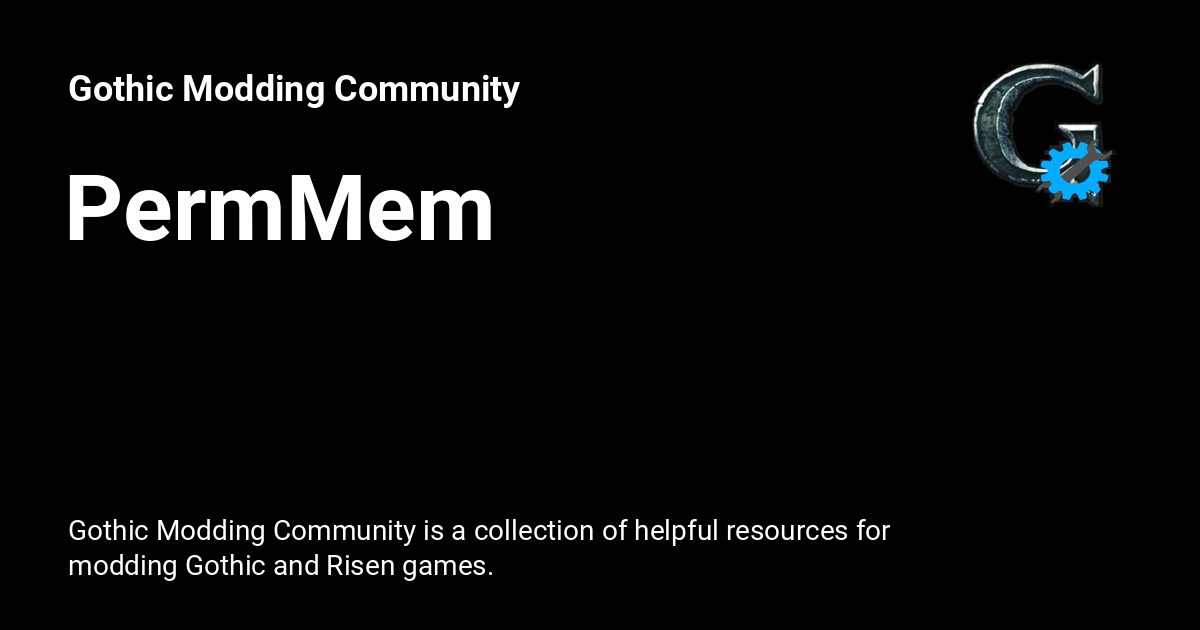 Gothic Modding Community
PermMem
Gothic Modding Community is a collection of helpful resources for
modding Gothic and Risen games.